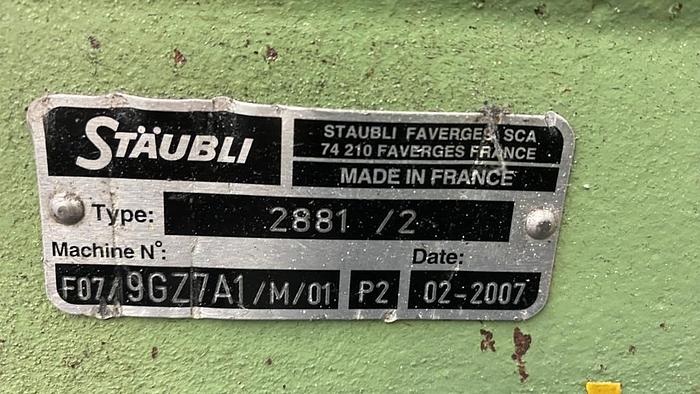 STÄUBLI
STAUBLI FAVERGES SCA
74 210 FAVERGES FRANCE
MADE IN FRANCE
Type: 2881 /2
Machine N°: Date:
F07/9GZ7A1/M/01 P2 02-2007